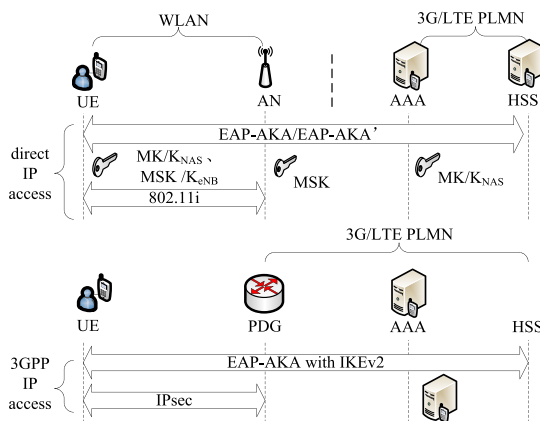 WLAN
3G/LTE PLMN
UE
AN
AAA
HSS
EAP-AKA/EAP-AKA’
direct
IP
access
MK/KNAS、
MSK /KeNB
MSK
MK/KNAS
802.11i
3G/LTE PLMN
UE
PDG
AAA
HSS
EAP-AKA with IKEv2
3GPP
IP
access
IPsec